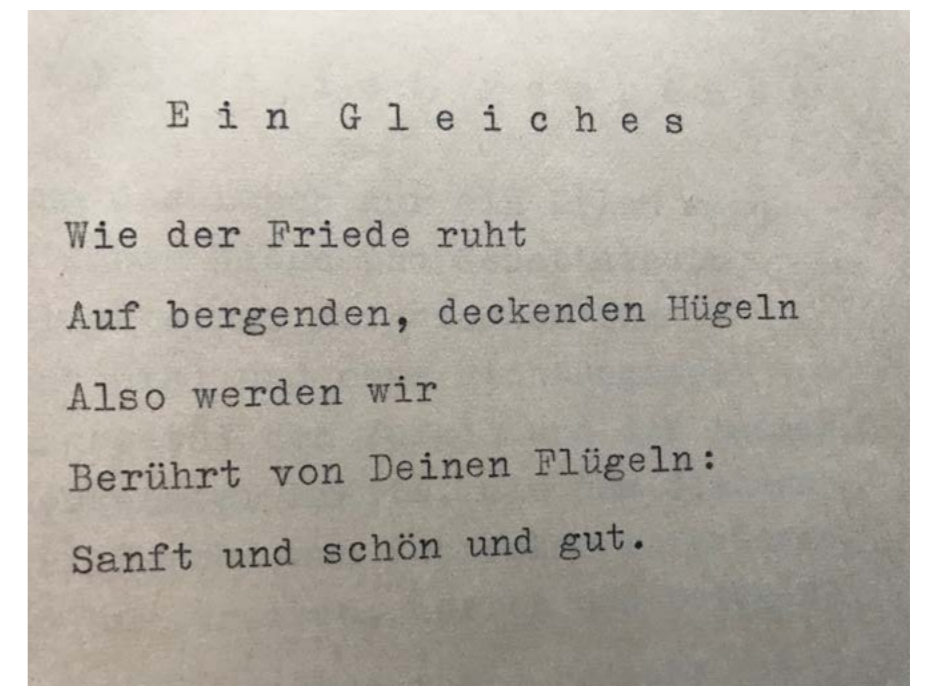 Ein Gleiches
Wie der Friede ruht
Auf bergenden, deckenden Hügeln
Also werden wir
Berührt von Deinen Flügeln:
Sanft und schön und gut.